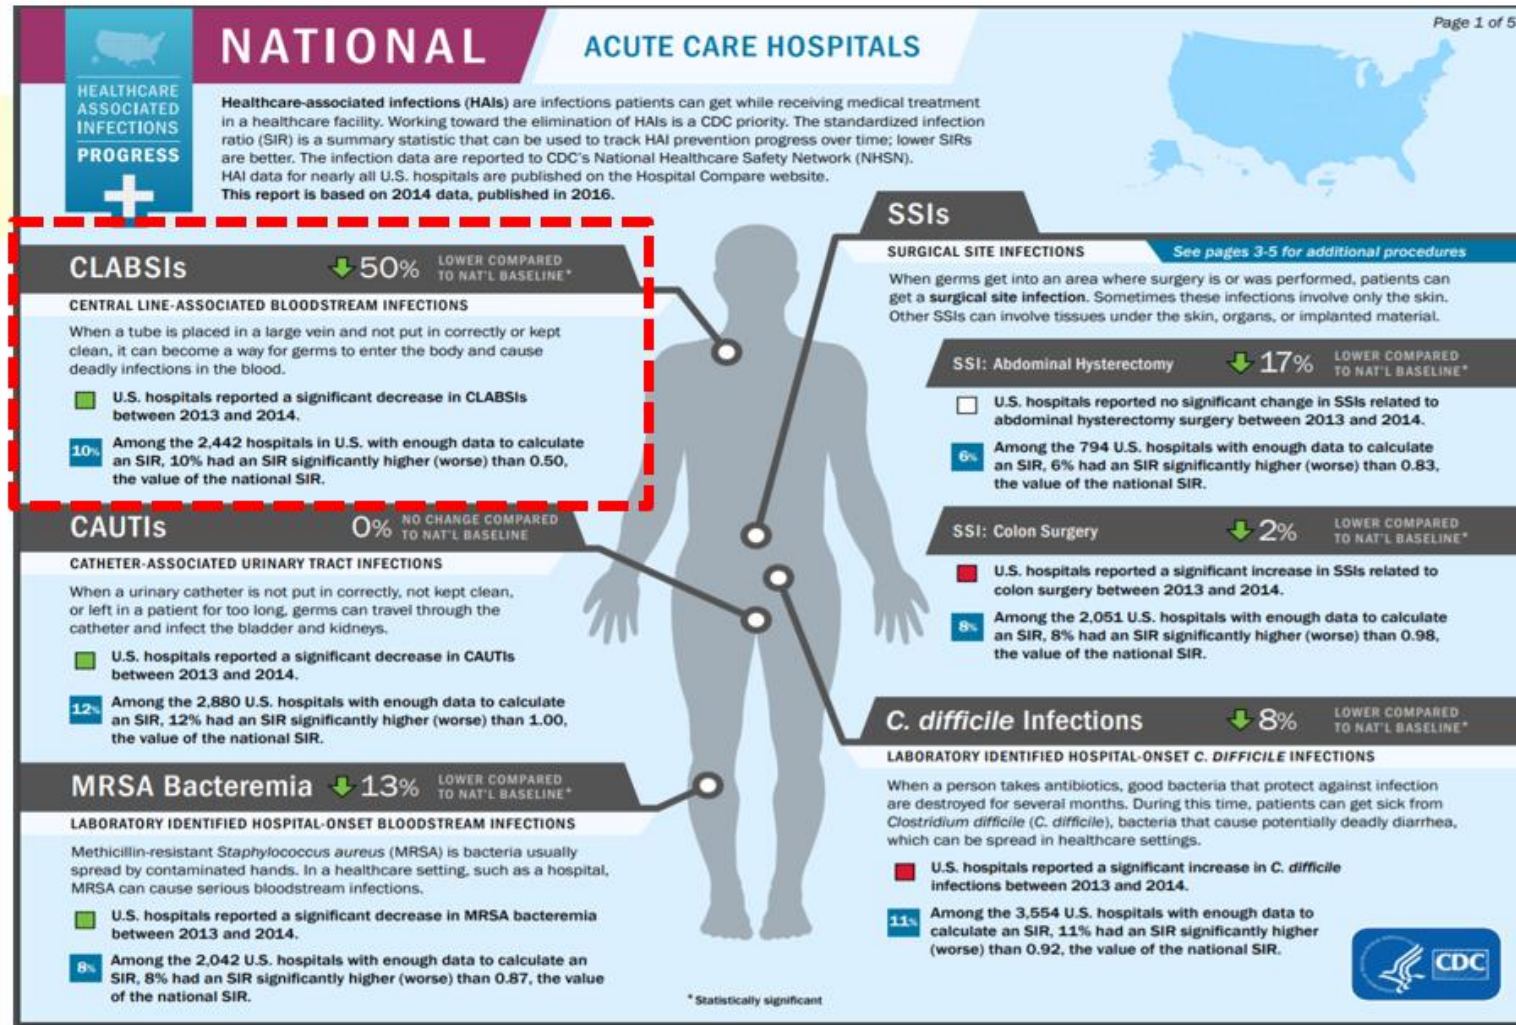 Page 1 of 5
NATIONAL
ACUTE CARE HOSPITALS
HEALTHCARE
ASSOCIATED
INFECTIONS
PROGRESS
Healthcare-associated infections (HAIs) are infections patients can get while receiving medical treatment
in a healthcare facility. Working toward the elimination of HAIs is a CDC priority. The standardized infection
ratio (SIR) is a summary statistic that can be used to track HAI prevention progress over time; lower SIRs
are better. The infection data are reported to CDC's National Healthcare Safety Network (NHSN).
HAI data for nearly all U.S. hospitals are published on the Hospital Compare website.
This report is based on 2014 data, published in 2016.
CLABSIs 50% LOWER COMPARED
TO NAT'L BASELINE*
CENTRAL LINE-ASSOCIATED BLOODSTREAM INFECTIONS
When a tube is placed in a large vein and not put in correctly or kept
clean, it can become a way for germs to enter the body and cause
deadly infections in the blood.
U.S. hospitals reported a significant decrease in CLABSIs
between 2013 and 2014.
10% Among the 2,442 hospitals in U.S. with enough data to calculate
an SIR, 10% had an SIR significantly higher (worse) than 0.50,
the value of the national SIR.
CAUTIs 0% NO CHANGE COMPARED
TO NAT'L BASELINE
CATHETER-ASSOCIATED URINARY TRACT INFECTIONS
When a urinary catheter is not put in correctly, not kept clean,
or left in a patient for too long, germs can travel through the
catheter and infect the bladder and kidneys.
U.S. hospitals reported a significant decrease in CAUTIs
between 2013 and 2014.
12% Among the 2,880 U.S. hospitals with enough data to calculate
an SIR, 12% had an SIR significantly higher (worse) than 1.00,
the value of the national SIR.
MRSA Bacteremia 13% LOWER COMPARED
TO NAT'L BASELINE*
LABORATORY IDENTIFIED HOSPITAL-ONSET BLOODSTREAM INFECTIONS
Methicillin-resistant Staphylococcus aureus (MRSA) is bacteria usually
spread by contaminated hands. In a healthcare setting, such as a hospital,
MRSA can cause serious bloodstream infections.
U.S. hospitals reported a significant decrease in MRSA bacteremia
between 2013 and 2014.
8% Among the 2,042 U.S. hospitals with enough data to calculate an
SIR, 8% had an SIR significantly higher (worse) than 0.87, the value
of the national SIR.
SSIs
SURGICAL SITE INFECTIONS See pages 3-5 for additional procedures
When germs get into an area where surgery is or was performed, patients can
get a surgical site infection. Sometimes these infections involve only the skin.
Other SSIs can involve tissues under the skin, organs, or implanted material.
SSI: Abdominal Hysterectomy 17% LOWER COMPARED
TO NAT'L BASELINE*
U.S. hospitals reported no significant change in SSIs related to
abdominal hysterectomy surgery between 2013 and 2014.
6% Among the 794 U.S. hospitals with enough data to calculate
an SIR, 6% had an SIR significantly higher (worse) than 0.83,
the value of the national SIR.
SSI: Colon Surgery 2% LOWER COMPARED
TO NAT'L BASELINE*
U.S. hospitals reported a significant increase in SSIs related to
colon surgery between 2013 and 2014.
8% Among the 2,051 U.S. hospitals with enough data to calculate
an SIR, 8% had an SIR significantly higher (worse) than 0.98,
the value of the national SIR.
C. difficile Infections 8% LOWER COMPARED
TO NAT'L BASELINE*
LABORATORY IDENTIFIED HOSPITAL-ONSET C. DIFFICILE INFECTIONS
When a person takes antibiotics, good bacteria that protect against infection
are destroyed for several months. During this time, patients can get sick from
Clostridium difficile (C. difficile), bacteria that cause potentially deadly diarrhea,
which can be spread in healthcare settings.
U.S. hospitals reported a significant increase in C. difficile
infections between 2013 and 2014.
11% Among the 3,554 U.S. hospitals with enough data to
calculate an SIR, 11% had an SIR significantly higher
(worse) than 0.92, the value of the national SIR.
CDC
* Statistically significant